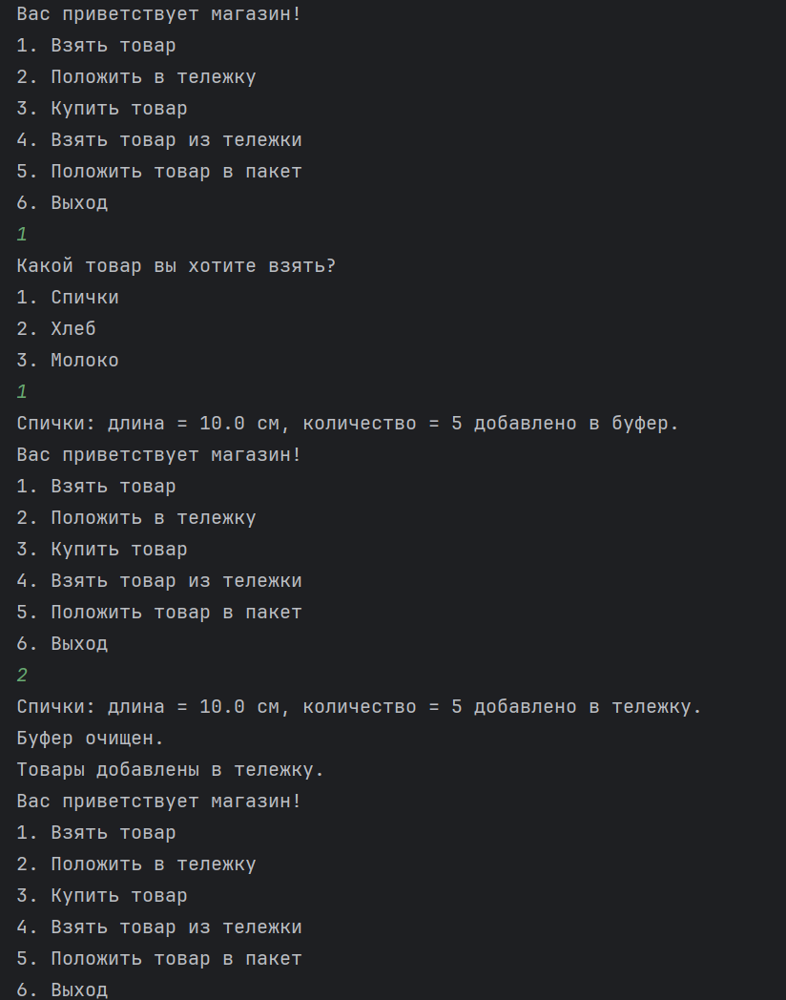 Вас приветствует магазин!
1. Взять товар
2. Положить в тележку
3. Купить товар
4. Взять товар из тележки
5. Положить товар в пакет
6. Выход
1
Какой товар вы хотите взять?
1. Спички
2. Хлеб
3. Молоко
1
Спички: длина = 10.0 см, количество = 5 добавлено в буфер.
Вас приветствует магазин!
1. Взять товар
2. Положить в тележку
3. Купить товар
4. Взять товар из тележки
5. Положить товар в пакет
6. Выход
2
Спички: длина = 10.0 см, количество = 5 добавлено в тележку.
Буфер очищен.
Товары добавлены в тележку.
Вас приветствует магазин!
1. Взять товар
2. Положить в тележку
3. Купить товар
4. Взять товар из тележки
5. Положить товар в пакет
6. Выход